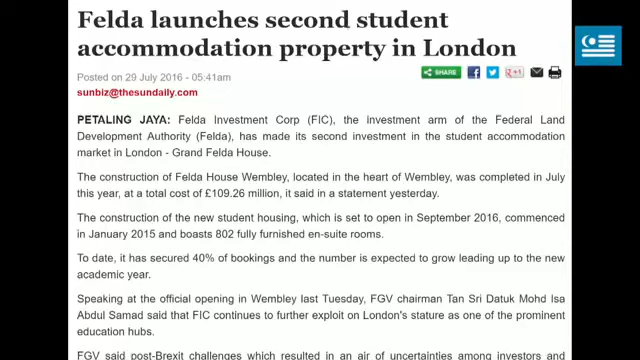 Felda launches second student
accommodation property in London
Posted on 29 July 2016 - 05:41am
SHARE
g+1
sunbiz@thesundaily.com
PETALING JAYA: Felda Investment Corp (FIC), the investment arm of the Federal Land
Development Authority (Felda), has made its second investment in the student accommodation
market in London - Grand Felda House.
The construction of Felda House Wembley, located in the heart of Wembley, was completed in July
this year, at a total cost of £109.26 million, it said in a statement yesterday.
The construction of the new student housing, which is set to open in September 2016, commenced
in January 2015 and boasts 802 fully furnished en-suite rooms.
To date, it has secured 40% of bookings and the number is expected to grow leading up to the new
academic year.
Speaking at the official opening in Wembley last Tuesday, FGV chairman Tan Sri Datuk Mohd Isa
Abdul Samad said that FIC continues to further exploit on London's stature as one of the prominent
education hubs.
FGV said post-Brexit challenges which resulted in an air of uncertainties among investors and